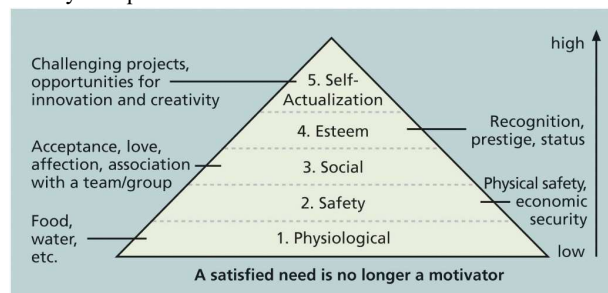 high
Challenging projects,
opportunities for
innovation and creativity
5. Self-
Actualization
4. Esteem
Recognition,
prestige, status
Acceptance, love,
affection, association
with a team/group
3. Social
2. Safety
Physical safety,
economic
security
Food,
water,
etc.
1. Physiological
low
A satisfied need is no longer a motivator